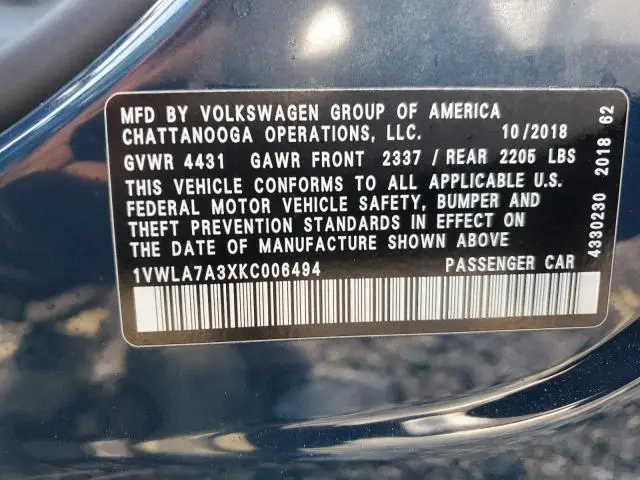 MFD BY VOLKSWAGEN GROUP OF AMERICA
CHATTANOOGA OPERATIONS, LLC. 10/2018
GVWR 4431 GAWR FRONT 2337 / REAR 2205 LBS
THIS VEHICLE CONFORMS TO ALL APPLICABLE U.S.
FEDERAL MOTOR VEHICLE SAFETY, BUMPER AND
THEFT PREVENTION STANDARDS IN EFFECT ON
THE DATE OF MANUFACTURE SHOWN ABOVE
1VWLA7A3XKC006494 PASSENGER CAR
4330230 2018 62